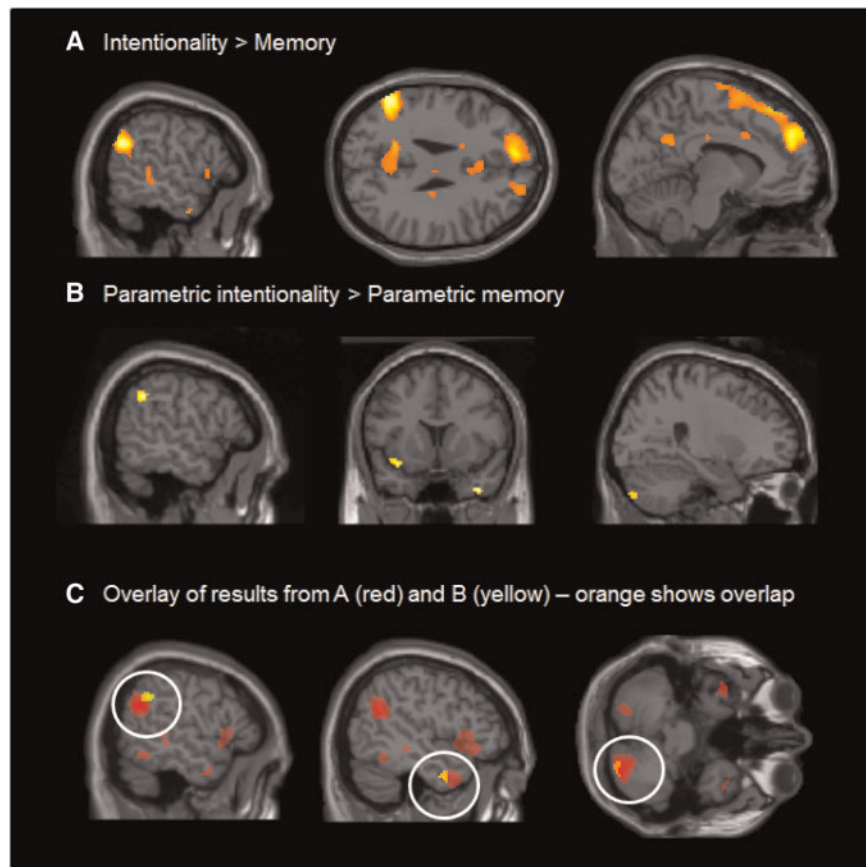 A Intentionality > Memory
B Parametric intentionality > Parametric memory
C Overlay of results from A (red) and B (yellow) – orange shows overlap